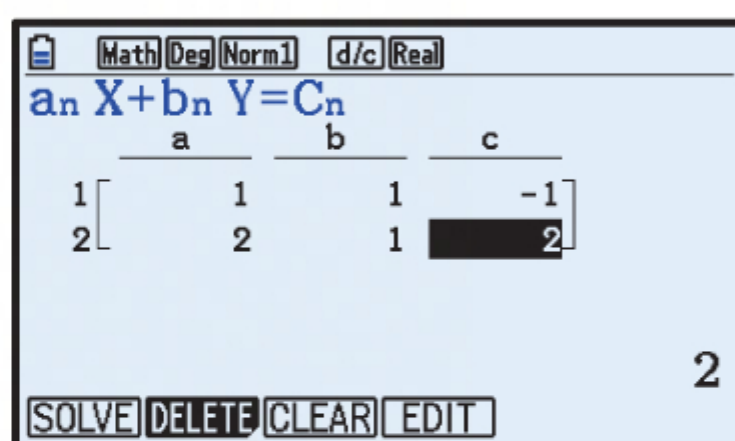 Math Deg Norm1 d/c Real
an X+bn Y=Cn
a b c
1 1 1 -1
2 2 1 2
2
SOLVE DELETE CLEAR EDIT